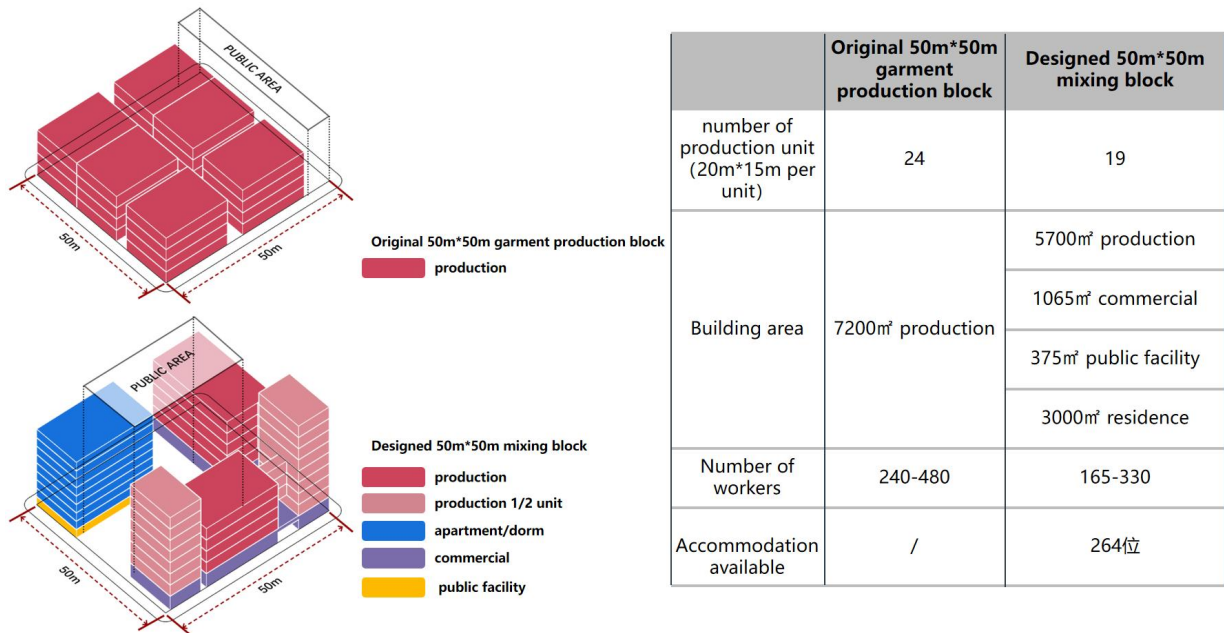 PUBLIC AREA
50m
50m
Original 50m*50m garment production block
production
PUBLIC AREA
50m
50m
Designed 50m*50m mixing block
production
production 1/2 unit
apartment/dorm
commercial
public facility
Original 50m*50m
garment
production block
Designed 50m*50m
mixing block
number of
production unit
(20m*15m per
unit)
24
19
Building area
7200㎡ production
5700㎡ production
1065㎡ commercial
375㎡ public facility
3000㎡ residence
Number of
workers
240-480
165-330
Accommodation
available
/
264位